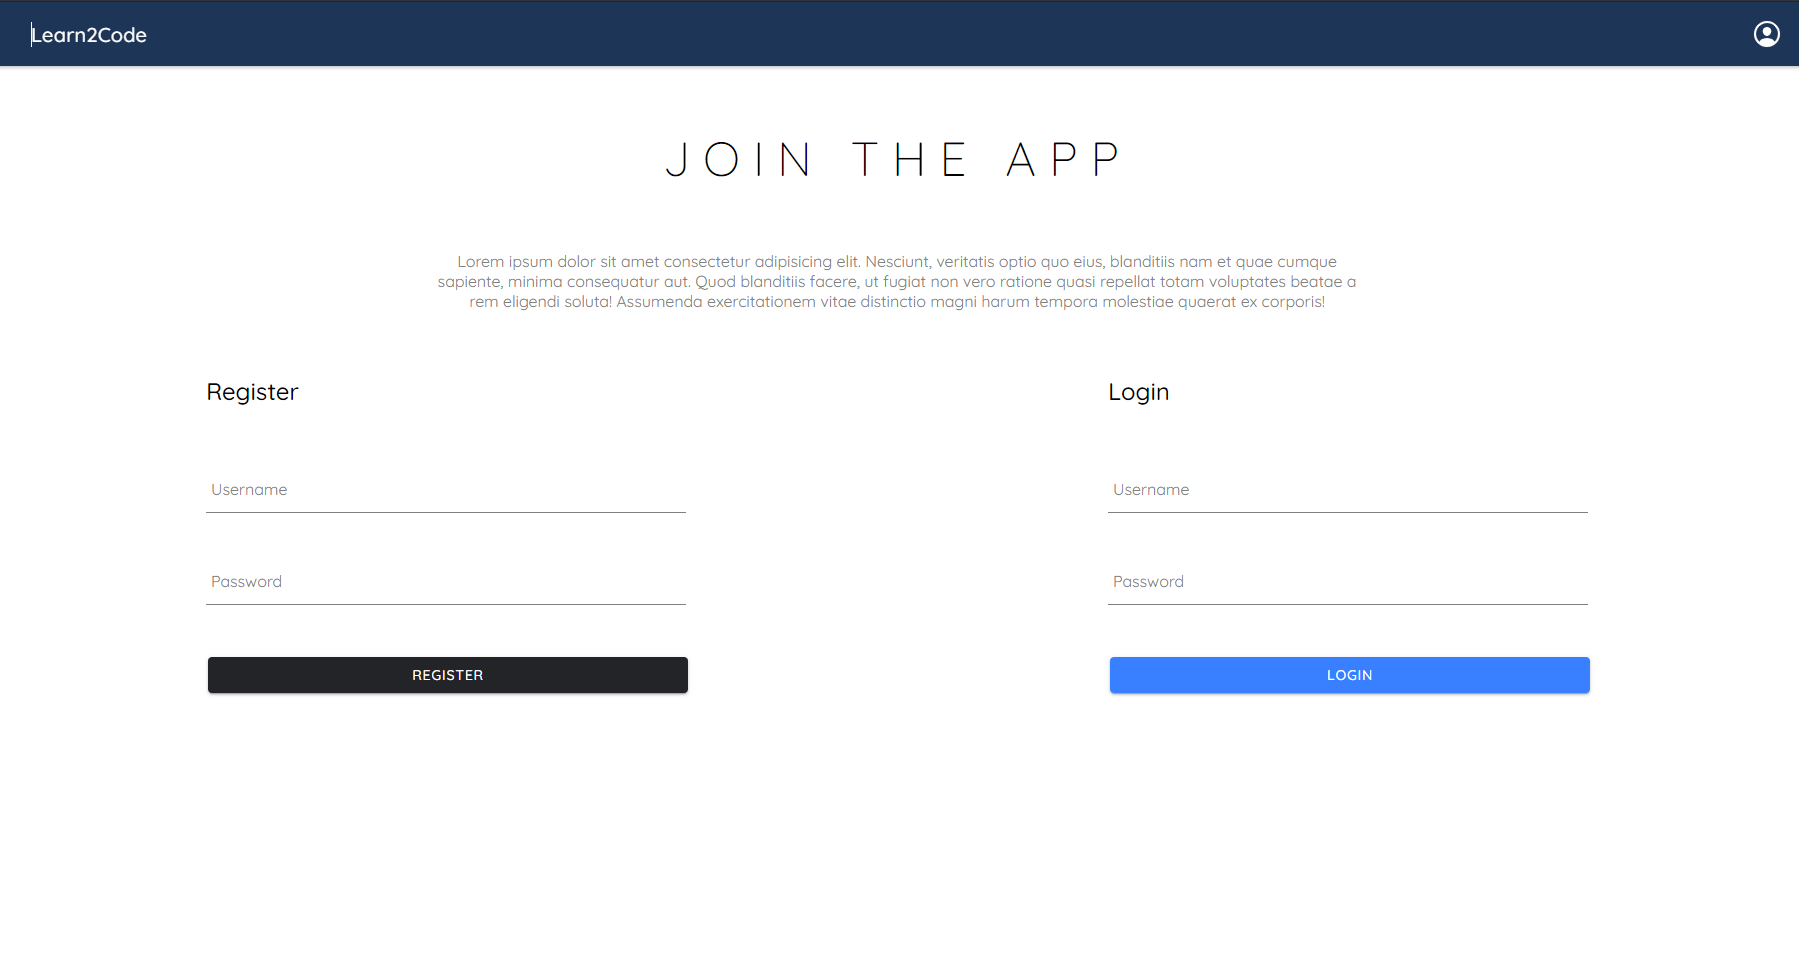 Learn2Code
JOIN THE APP
Lorem ipsum dolor sit amet consectetur adipisicing elit. Nesciunt, veritatis optio quo eius, blanditiis nam et quae cumque
sapiente, minima consequatur aut. Quod blanditiis facere, ut fugiat non vero ratione quasi repellat totam voluptates beatae a
rem eligendi soluta! Assumenda exercitationem vitae distinctio magni harum tempora molestiae quaerat ex corporis!
Register
Username
Password
REGISTER
Login
Username
Password
LOGIN